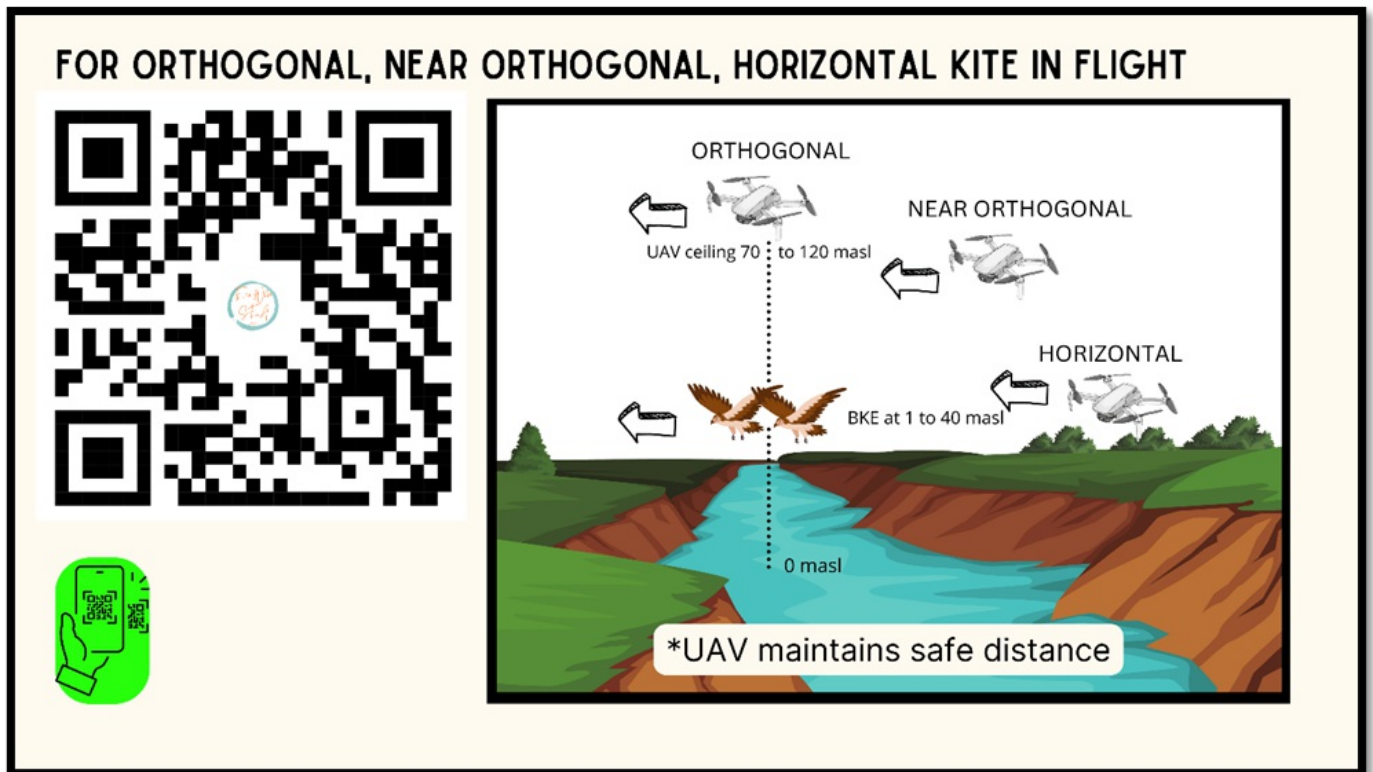 FOR ORTHOGONAL, NEAR ORTHOGONAL, HORIZONTAL KITE IN FLIGHT
ORTHOGONAL
NEAR ORTHOGONAL
UAV ceiling 70 to 120 masl
HORIZONTAL
BKE at 1 to 40 masl
0 masl
*UAV maintains safe distance